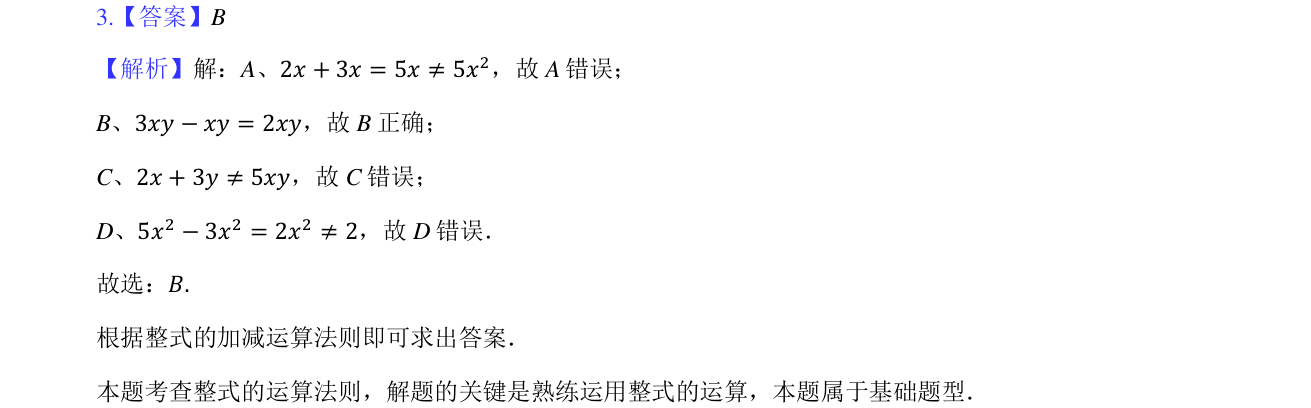 3.【答案】B
【解析】解：A、2x + 3x = 5x ≠ 5x²，故 A 错误；
B、3xy − xy = 2xy，故 B 正确；
C、2x + 3y ≠ 5xy，故 C 错误；
D、5x² − 3x² = 2x² ≠ 2，故 D 错误．
故选：B．
根据整式的加减运算法则即可求出答案．
本题考查整式的运算法则，解题的关键是熟练运用整式的运算，本题属于基础题型．